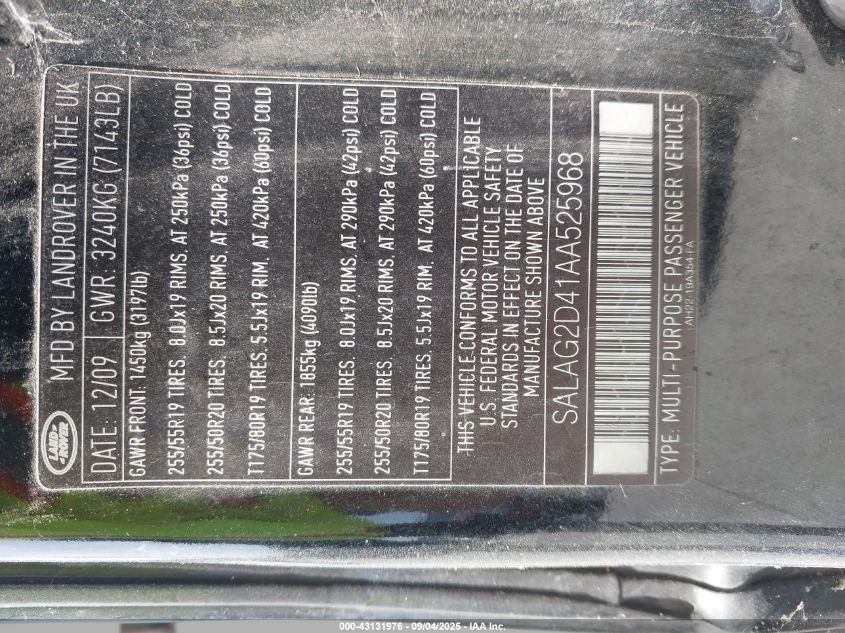 LAND
ROVER
MFD BY LANDROVER IN THE UK
DATE: 12/09 GWR: 3240KG (7143LB)
GAWR FRONT: 1450kg (3197lb)
255/55R19 TIRES. 8.0Jx19 RIMS. AT 250kPa (36psi) COLD
255/50R20 TIRES. 8.5Jx20 RIMS. AT 250kPa (36psi) COLD
T175/80R19 TIRES. 5.5Jx19 RIM. AT 420kPa (60psi) COLD
GAWR REAR: 1855kg (4090lb)
255/55R19 TIRES. 8.0Jx19 RIMS. AT 290kPa (42psi) COLD
255/50R20 TIRES. 8.5Jx20 RIMS. AT 290kPa (42psi) COLD
T175/80R19 TIRES. 5.5Jx19 RIM. AT 420kPa (60psi) COLD
THIS VEHICLE CONFORMS TO ALL APPLICABLE
U.S. FEDERAL MOTOR VEHICLE SAFETY
STANDARDS IN EFFECT ON THE DATE OF
MANUFACTURE SHOWN ABOVE
SALAG2D41AA525968
TYPE: MULTI-PURPOSE PASSENGER VEHICLE
AH22-19A354-EA
000-43131976 - 09/04/2025 - IAA Inc.